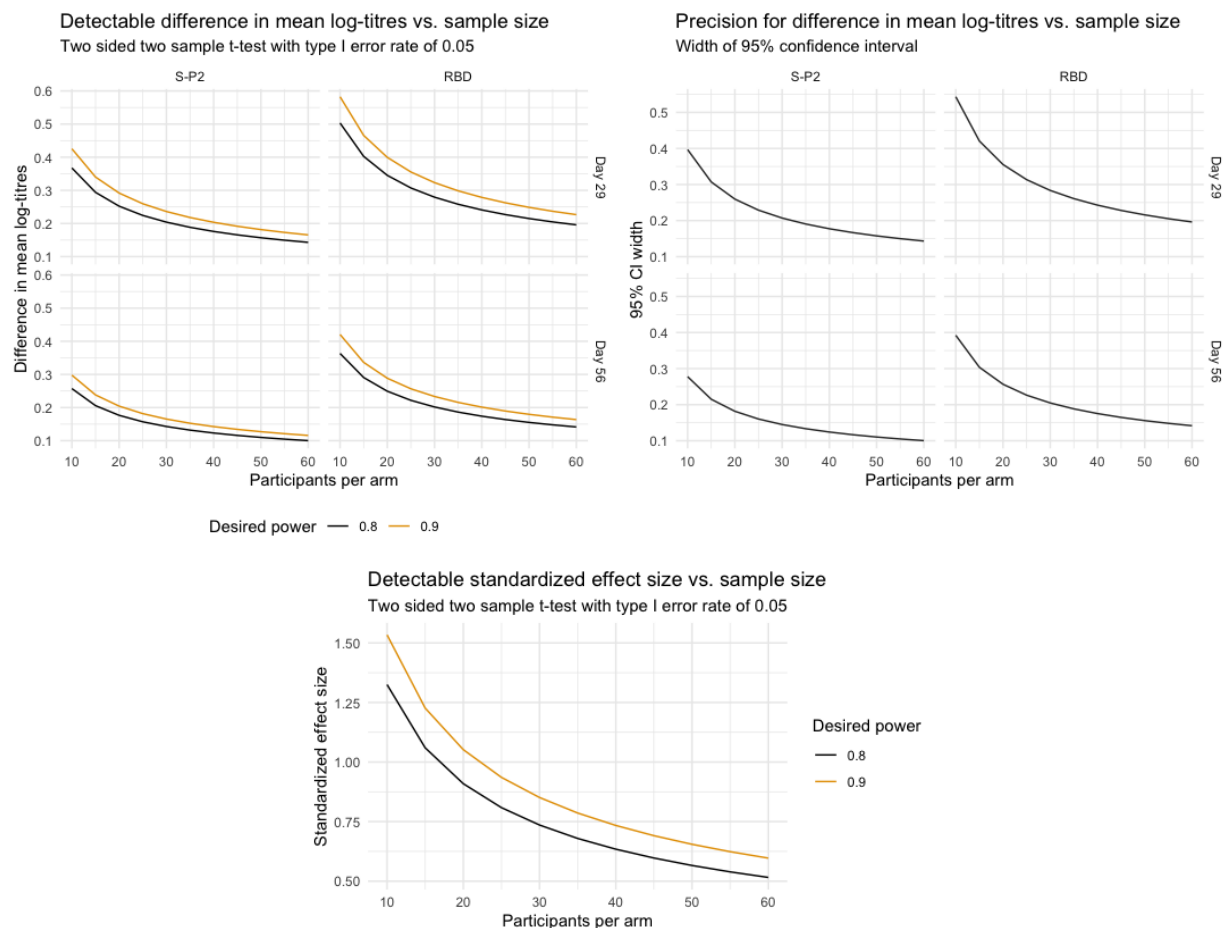 Detectable difference in mean log-titres vs. sample size
Two sided two sample t-test with type I error rate of 0.05
S-P2
RBD
0.6
0.5
0.4
0.3
0.2
0.1
Day 29
0.6
0.5
0.4
0.3
0.2
0.1
Day 56
Difference in mean log-titres
10 20 30 40 50 60
10 20 30 40 50 60
Participants per arm
Desired power 0.8 0.9
Precision for difference in mean log-titres vs. sample size
Width of 95% confidence interval
S-P2
RBD
0.5
0.4
0.3
0.2
0.1
Day 29
0.5
0.4
0.3
0.2
0.1
Day 56
95% CI width
10 20 30 40 50 60
10 20 30 40 50 60
Participants per arm
Detectable standardized effect size vs. sample size
Two sided two sample t-test with type I error rate of 0.05
1.50
1.25
1.00
0.75
0.50
Standardized effect size
10 20 30 40 50 60
Participants per arm
Desired power
0.8
0.9